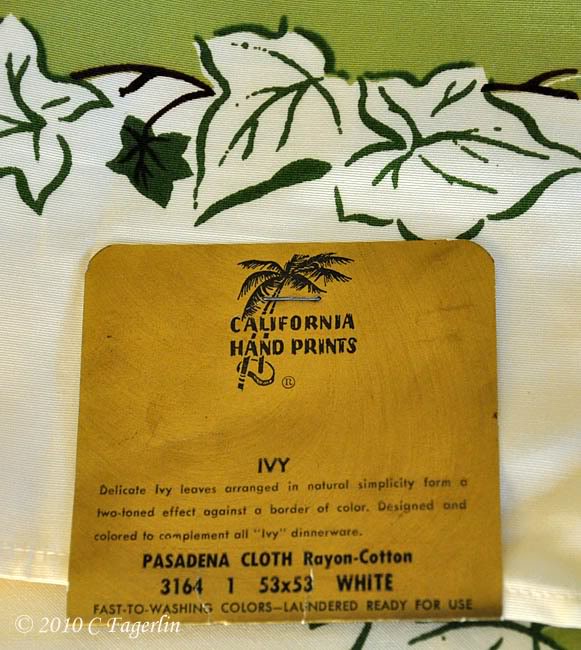 CALIFORNIA
HAND PRINTS
®
IVY
Delicate Ivy leaves arranged in natural simplicity form a
two-toned effect against a border of color. Designed and
colored to complement all "Ivy" dinnerware.
PASADENA CLOTH Rayon-Cotton
3164 1 53x53 WHITE
FAST-TO-WASHING COLORS—LAUNDERED READY FOR USE
© 2010 C Fagerlin